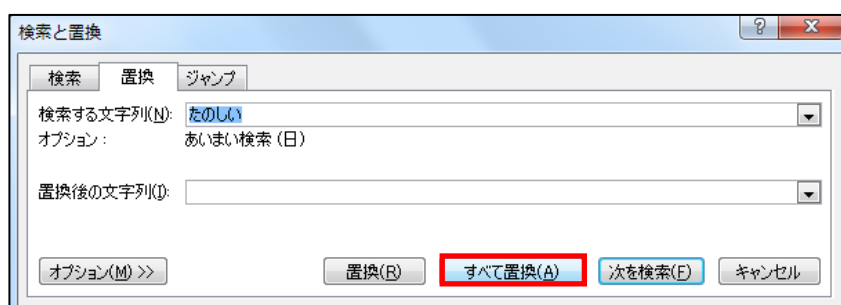 検索と置換
検索 置換 ジャンプ
検索する文字列(N): たのしい
オプション: あいまい検索 (日)
置換後の文字列(I):
オプション(M) >> 置換(R) すべて置換(A) 次を検索(F) キャンセル